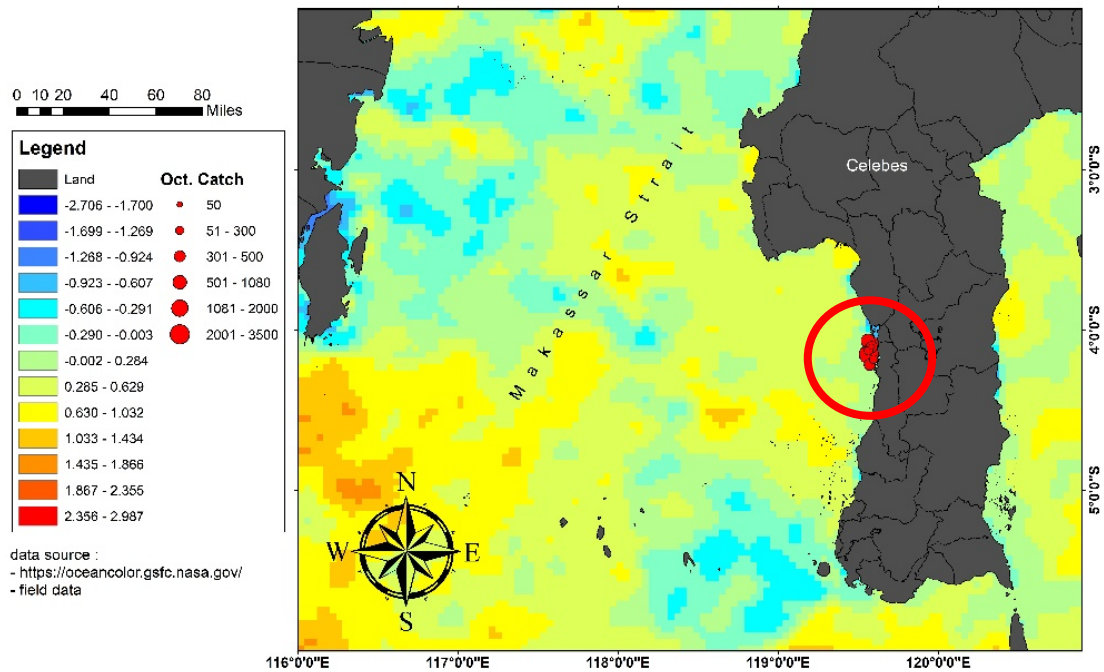 0 10 20 40 60 80
Miles
Legend
Land
-2.706 - -1.700
-1.699 - -1.269
-1.268 - -0.924
-0.923 - -0.607
-0.606 - -0.291
-0.290 - -0.003
-0.002 - 0.284
0.285 - 0.629
0.630 - 1.032
1.033 - 1.434
1.435 - 1.866
1.867 - 2.355
2.356 - 2.987
Oct. Catch
50
51 - 300
301 - 500
501 - 1080
1081 - 2000
2001 - 3500
data source :
- https://oceancolor.gsfc.nasa.gov/
- field data
Makassar Strait
Celebes
N
W
E
S
3°0'0"S
4°0'0"S
5°0'0"S
116°0'0"E
117°0'0"E
118°0'0"E
119°0'0"E
120°0'0"E